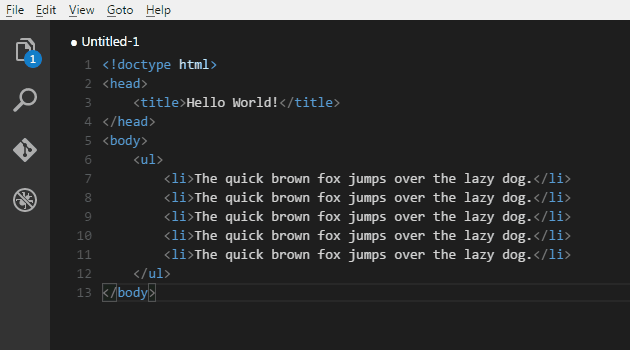 File Edit View Goto Help
1
● Untitled-1
1 <!doctype html>
2 <head>
3     <title>Hello World!</title>
4 </head>
5 <body>
6     <ul>
7         <li>The quick brown fox jumps over the lazy dog.</li>
8         <li>The quick brown fox jumps over the lazy dog.</li>
9         <li>The quick brown fox jumps over the lazy dog.</li>
10         <li>The quick brown fox jumps over the lazy dog.</li>
11         <li>The quick brown fox jumps over the lazy dog.</li>
12     </ul>
13 </body>